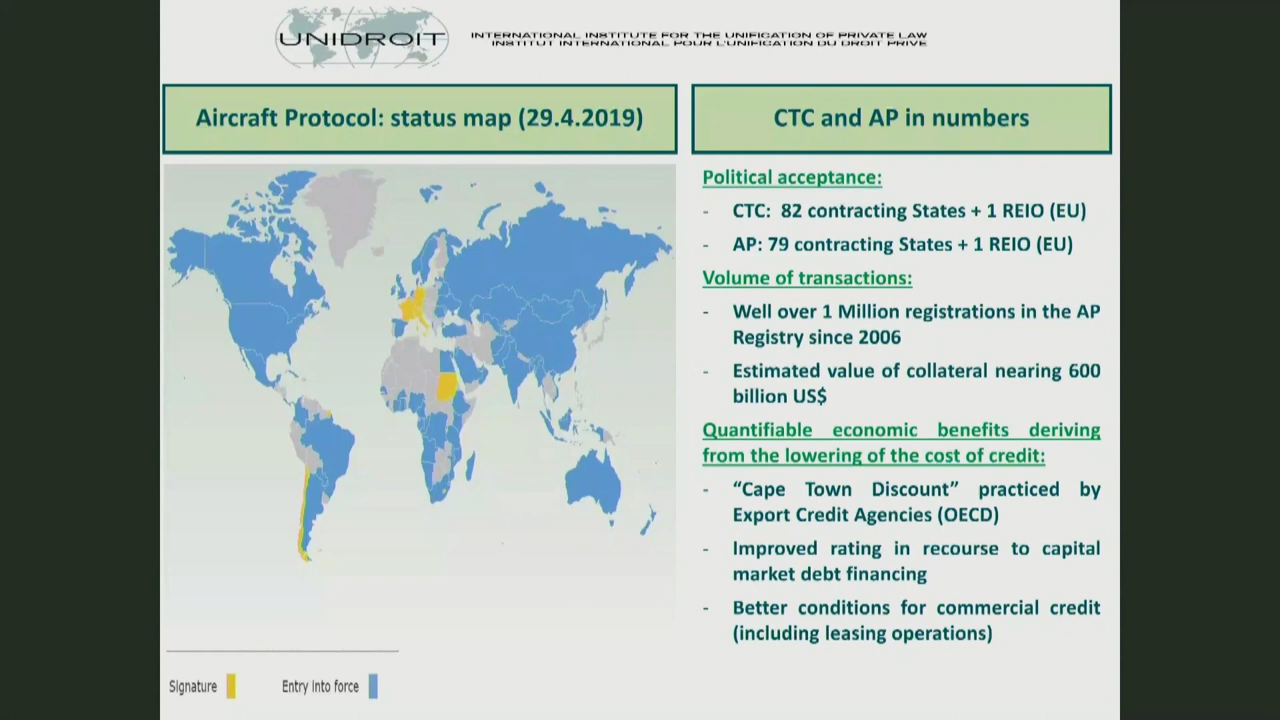 UNIDROIT
INTERNATIONAL INSTITUTE FOR THE UNIFICATION OF PRIVATE LAW
INSTITUT INTERNATIONAL POUR L'UNIFICATION DU DROIT PRIVE
Aircraft Protocol: status map (29.4.2019)
CTC and AP in numbers
Political acceptance:
- CTC: 82 contracting States + 1 REIO (EU)
- AP: 79 contracting States + 1 REIO (EU)
Volume of transactions:
- Well over 1 Million registrations in the AP
Registry since 2006
- Estimated value of collateral nearing 600
billion US$
Quantifiable economic benefits deriving
from the lowering of the cost of credit:
- "Cape Town Discount" practiced by
Export Credit Agencies (OECD)
- Improved rating in recourse to capital
market debt financing
- Better conditions for commercial credit
(including leasing operations)
Signature
Entry into force